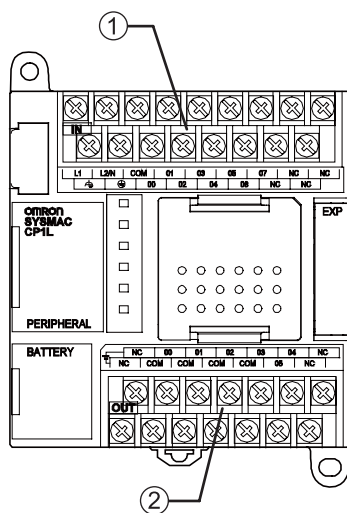 1
IN
L1 L2/N COM 01 03 05 07 NC NC
00 02 04 06 NC NC
OMRON
SYSMAC
CP1L
EXP
PERIPHERAL
BATTERY
NC 00 01 02 03 04 NC
NC COM COM COM COM 05 NC
OUT
2